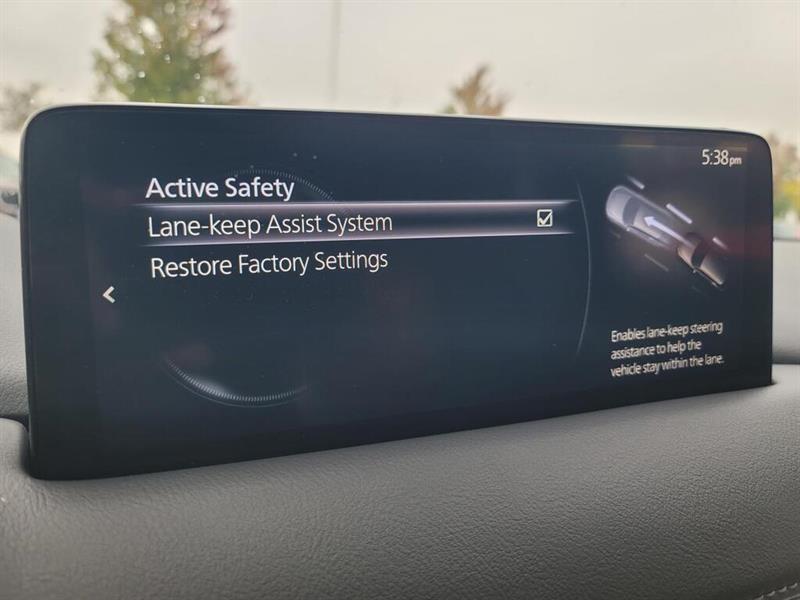 5:38pm
Active Safety
Lane-keep Assist System
Restore Factory Settings
Enables lane-keep steering
assistance to help the
vehicle stay within the lane.